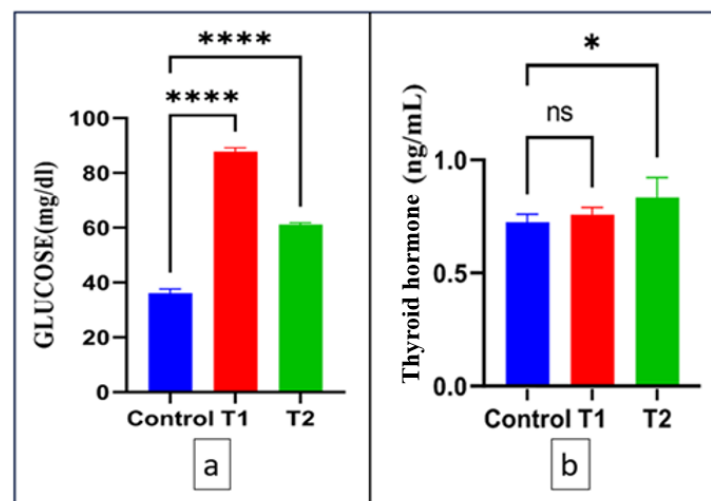 ****
****
GLUCOSE(mg/dl)
100
80
60
40
20
0
Control T1 T2
a
*
ns
Thyroid hormone (ng/mL)
1.0
0.5
0.0
Control T1 T2
b